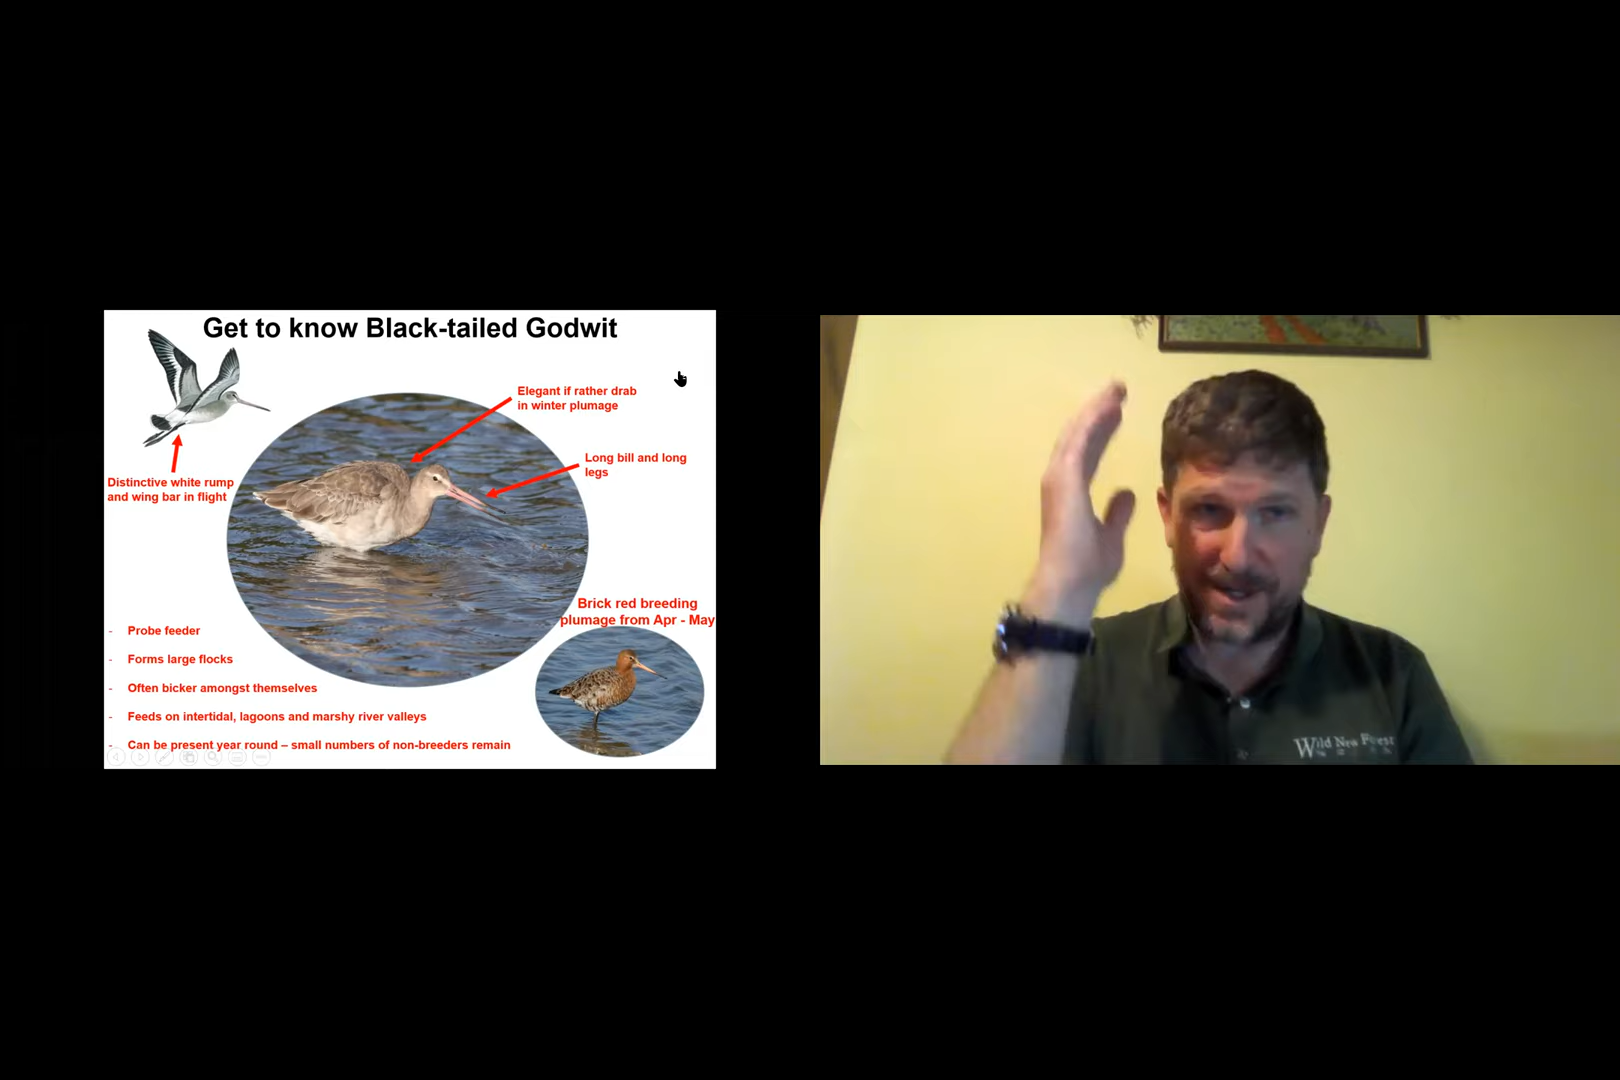 Get to know Black-tailed Godwit
Elegant if rather drab
in winter plumage
Long bill and long
legs
Distinctive white rump
and wing bar in flight
Brick red breeding
plumage from Apr - May
- Probe feeder
- Forms large flocks
- Often bicker amongst themselves
- Feeds on intertidal, lagoons and marshy river valleys
- Can be present year round – small numbers of non-breeders remain
Wild New Forest